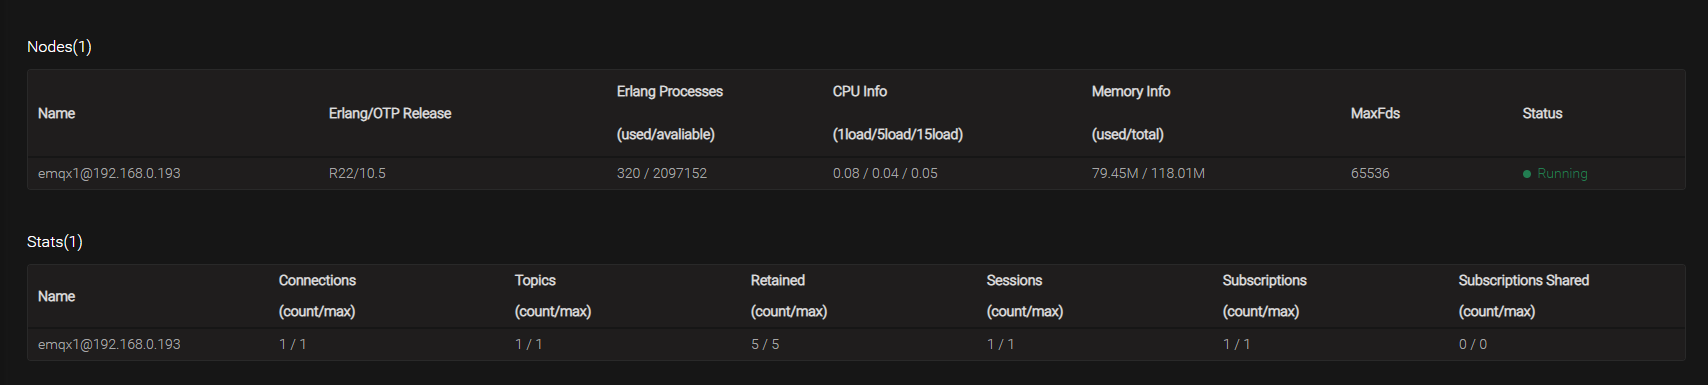 Nodes(1)
Name Erlang/OTP Release Erlang Processes (used/avaliable) CPU Info (1load/5load/15load) Memory Info (used/total) MaxFds Status
emqx1@192.168.0.193 R22/10.5 320 / 2097152 0.08 / 0.04 / 0.05 79.45M / 118.01M 65536 Running
Stats(1)
Name Connections (count/max) Topics (count/max) Retained (count/max) Sessions (count/max) Subscriptions (count/max) Subscriptions Shared (count/max)
emqx1@192.168.0.193 1 / 1 1 / 1 5 / 5 1 / 1 1 / 1 0 / 0